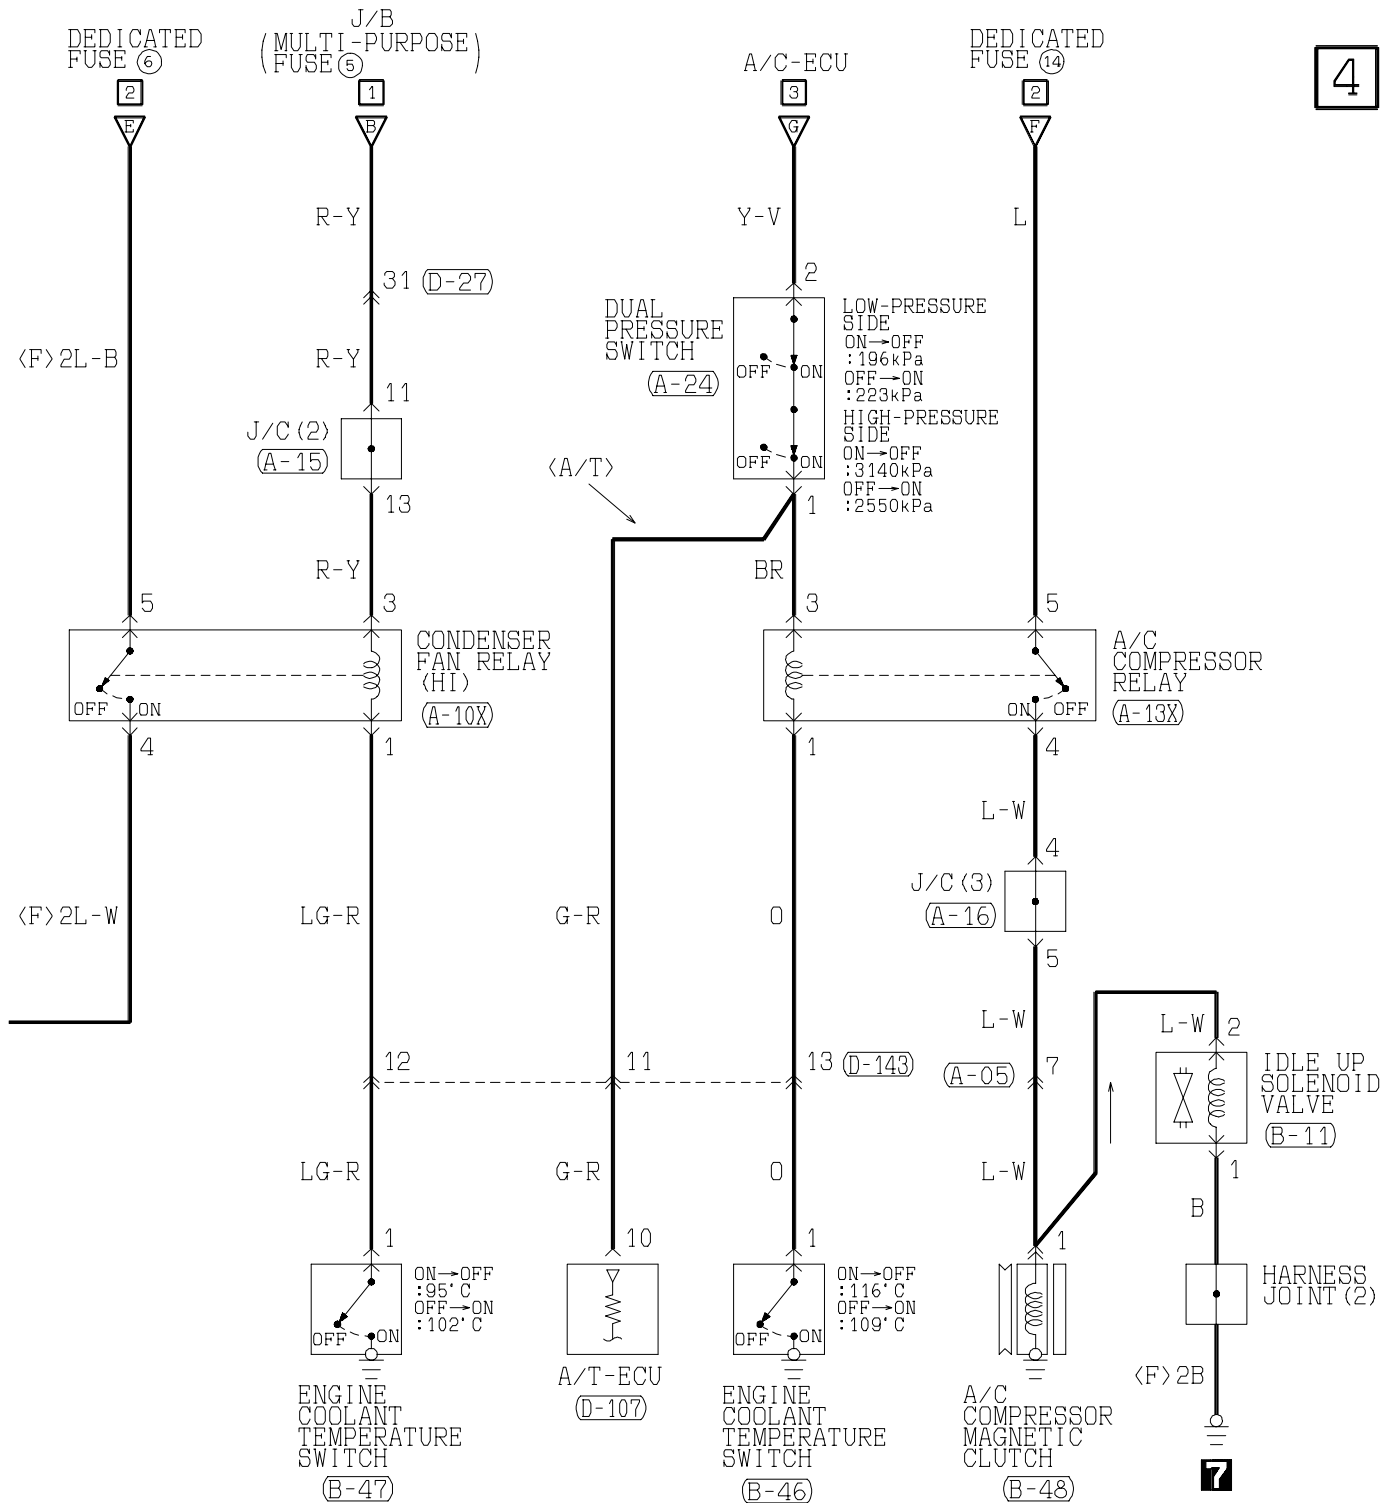 J/B
DEDICATED
FUSE ⑥
(MULTI-PURPOSE)
FUSE ⑤
A/C-ECU
DEDICATED
FUSE ⑭
4
2
1
3
2
E
B
G
F
R-Y
Y-V
L
31 (D-27)
2
DUAL
PRESSURE
SWITCH
(A-24)
OFF
ON
OFF
ON
LOW-PRESSURE
SIDE
ON→OFF
:196kPa
OFF→ON
:223kPa
HIGH-PRESSURE
SIDE
ON→OFF
:3140kPa
OFF→ON
:2550kPa
<F>2L-B
R-Y
11
J/C(2)
(A-15)
13
<A/T>
1
R-Y
BR
5
3
3
5
CONDENSER
FAN RELAY
(HI)
(A-10X)
OFF
ON
A/C
COMPRESSOR
RELAY
(A-13X)
ON
OFF
4
1
1
4
L-W
4
J/C(3)
(A-16)
5
<F>2L-W
LG-R
G-R
O
L-W
L-W
2
12
11
13 (D-143)
(A-05)
7
IDLE UP
SOLENOID
VALVE
(B-11)
LG-R
G-R
O
L-W
1
B
1
10
1
1
ON→OFF
:95°C
OFF→ON
:102°C
OFF
ON
ON→OFF
:116°C
OFF→ON
:109°C
OFF
ON
HARNESS
JOINT(2)
A/T-ECU
(D-107)
<F>2B
ENGINE
COOLANT
TEMPERATURE
SWITCH
(B-47)
ENGINE
COOLANT
TEMPERATURE
SWITCH
(B-46)
A/C
COMPRESSOR
MAGNETIC
CLUTCH
(B-48)
7